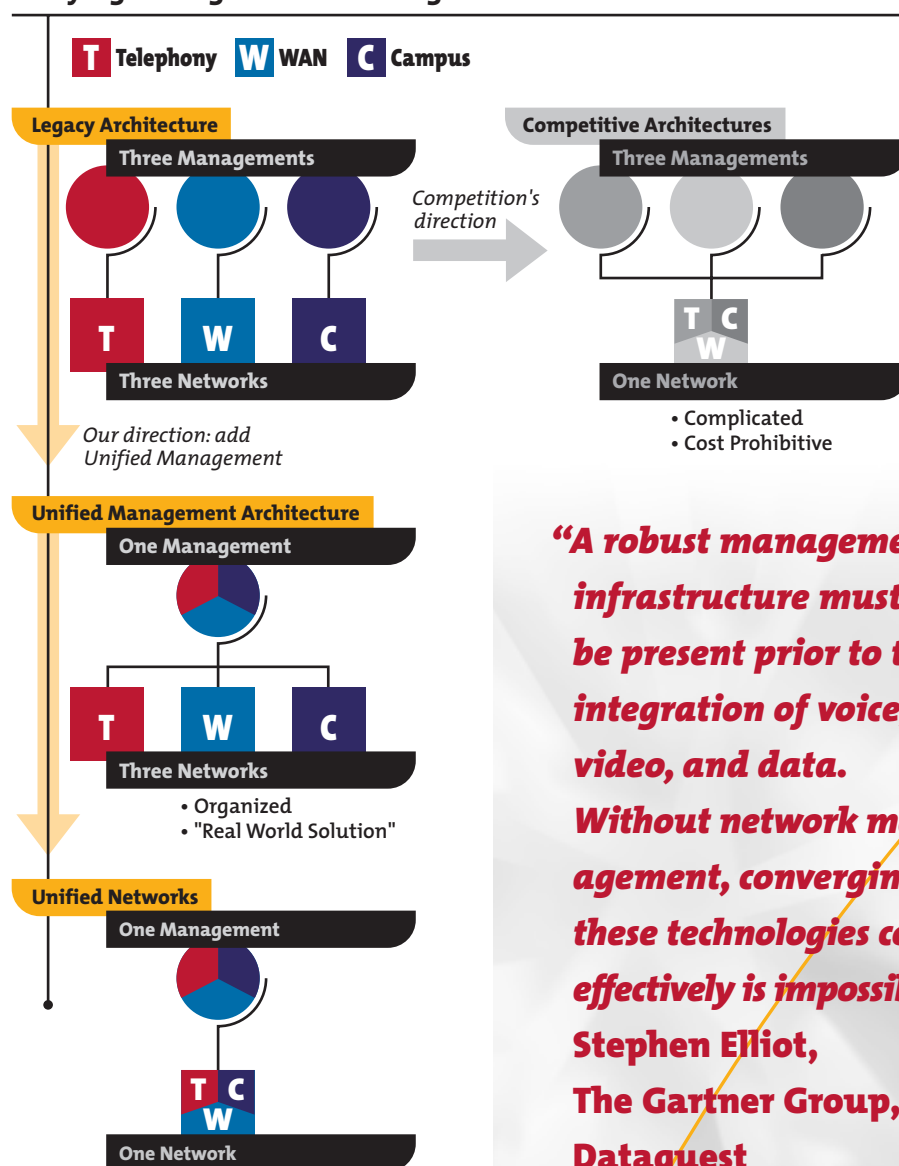 T Telephony W WAN C Campus
Legacy Architecture
Three Managements
T W C
Three Networks
Our direction: add
Unified Management
Competition's
direction
Competitive Architectures
Three Managements
T C
W
One Network
• Complicated
• Cost Prohibitive
Unified Management Architecture
One Management
T W C
Three Networks
• Organized
• "Real World Solution"
Unified Networks
One Management
T C
W
One Network
“A robust manageme
infrastructure must
be present prior to t
integration of voice
video, and data.
Without network m
agement, convergin
these technologies c
effectively is impossi
Stephen Elliot,
The Gartner Group,
Dataquest